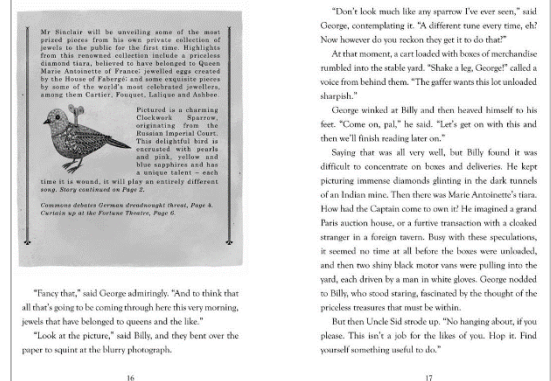 Mr Sinclair will be unveiling some of the most
prized pieces from his own private collection of
jewels to the public for the first time. Highlights
from this renowned collection include a priceless
diamond tiara, believed to have belonged to Queen
Marie Antoinette of France; jewelled eggs created
by the House of Fabergé; and some exquisite pieces
by some of the world's most celebrated jewellers,
among them Cartier, Fouquet, Lalique and Ashbee.
Pictured is a charming
Clockwork Sparrow,
originating from the
Russian Imperial Court.
This delightful bird is
encrusted with pearls
and pink, yellow and
blue sapphires and has
a unique talent – each
time it is wound, it will play an entirely different
song. Story continued on Page 2.
Commons debates German dreadnought threat, Page 4.
Curtain up at the Fortune Theatre, Page 6.
"Fancy that," said George admiringly. "And to think that
all that's going to be coming through here this very morning,
jewels that have belonged to queens and the like."
"Look at the picture," said Billy, and they bent over the
paper to squint at the blurry photograph.
16
"Don't look much like any sparrow I've ever seen," said
George, contemplating it. "A different tune every time, eh?
Now however do you reckon they get it to do that?"
At that moment, a cart loaded with boxes of merchandise
rumbled into the stable yard. "Shake a leg, George!" called a
voice from behind them. "The gaffer wants this lot unloaded
sharpish."
George winked at Billy and then heaved himself to his
feet. "Come on, pal," he said. "Let's get on with this and
then we'll finish reading later on."
Saying that was all very well, but Billy found it was
difficult to concentrate on boxes and deliveries. He kept
picturing immense diamonds glinting in the dark tunnels
of an Indian mine. Then there was Marie Antoinette's tiara.
How had the Captain come to own it? He imagined a grand
Paris auction house, or a furtive transaction with a cloaked
stranger in a foreign tavern. Busy with these speculations,
it seemed no time at all before the boxes were unloaded,
and then two shiny black motor vans were pulling into the
yard, each driven by a man in white gloves. George nodded
to Billy, who stood staring, fascinated by the thought of the
priceless treasures that must be within.
But then Uncle Sid strode up. "No hanging about, if you
please. This isn't a job for the likes of you. Hop it. Find
yourself something useful to do."
17